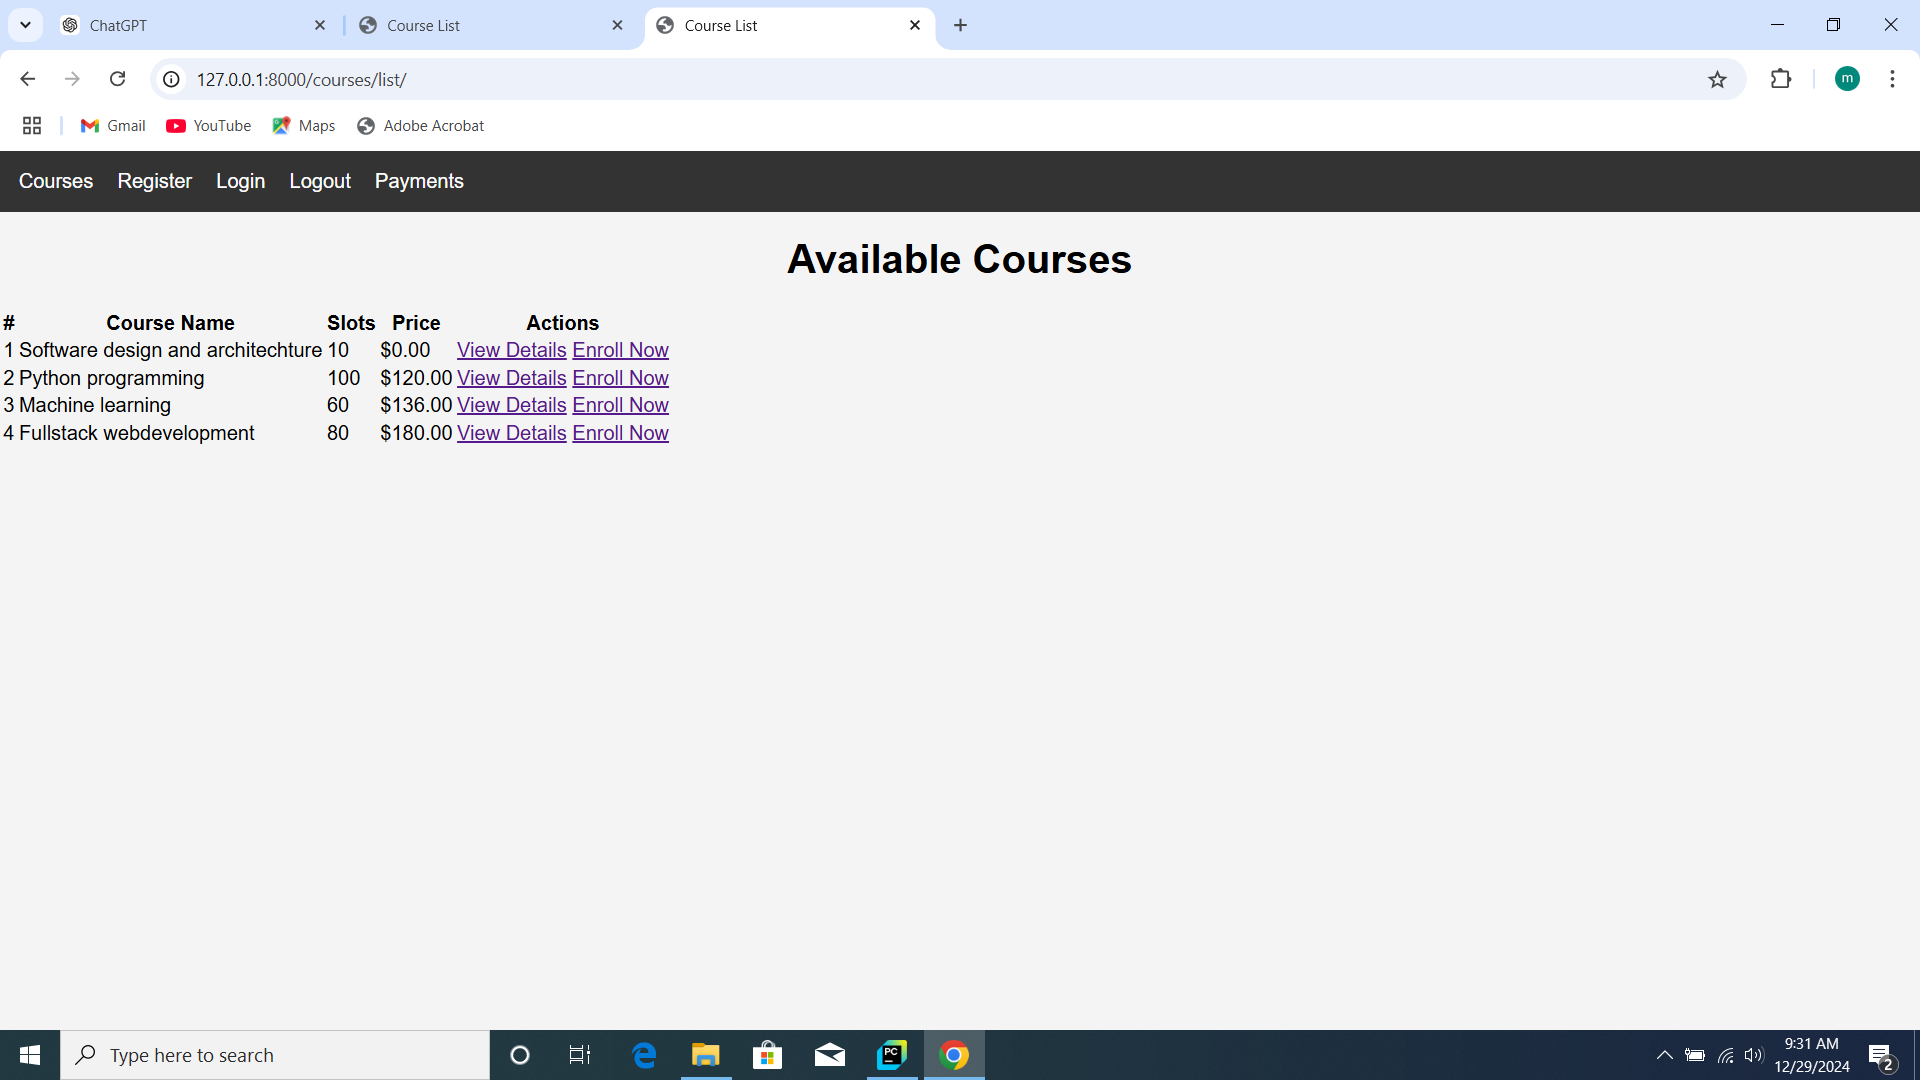 ChatGPT Course List Course List
127.0.0.1:8000/courses/list/ m
Gmail YouTube Maps Adobe Acrobat
Courses Register Login Logout Payments
Available Courses
# Course Name Slots Price Actions
1 Software design and architechture 10 $0.00 View Details Enroll Now
2 Python programming 100 $120.00 View Details Enroll Now
3 Machine learning 60 $136.00 View Details Enroll Now
4 Fullstack webdevelopment 80 $180.00 View Details Enroll Now
Type here to search PC 9:31 AM
12/29/2024 2